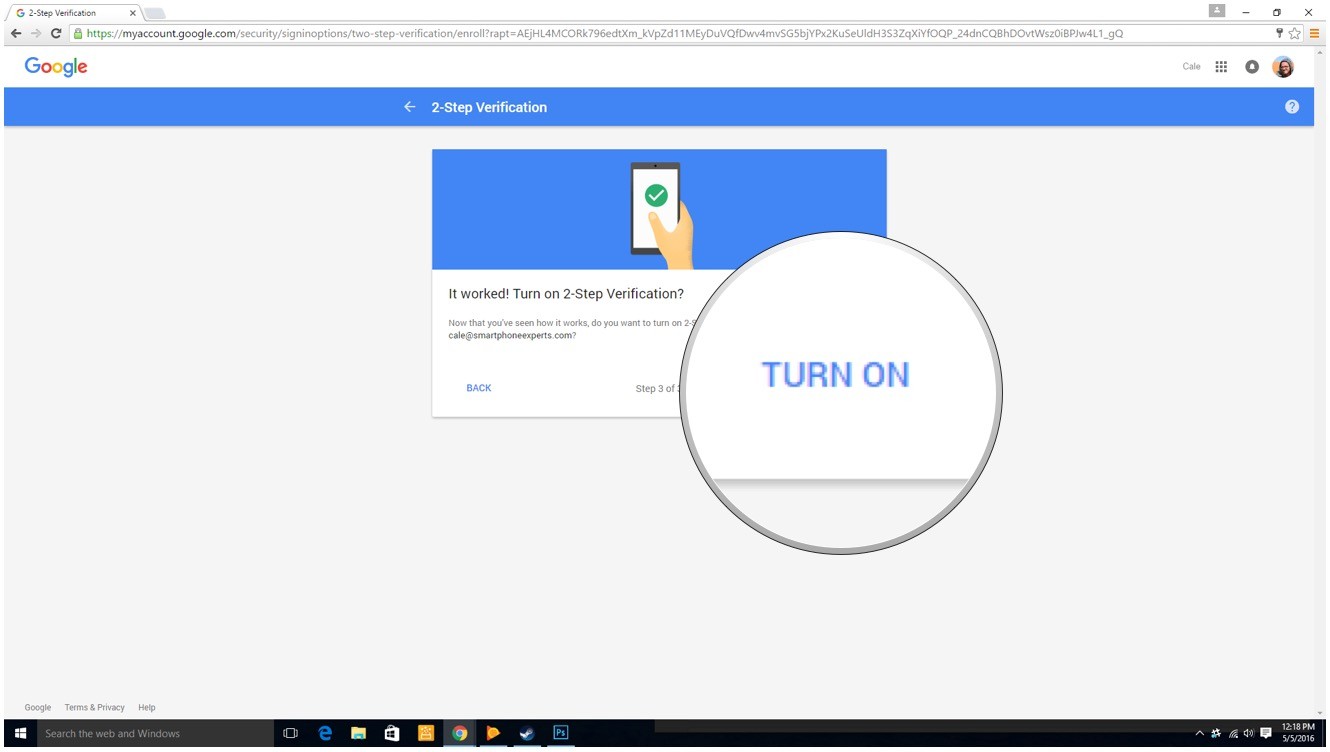 2-Step Verification
https://myaccount.google.com/security/signinoptions/two-step-verification/enroll?rapt=AEjHL4MCORk796edtXm_kVpZd11MEyDuVQfDwv4mvSG5bjYPx2KuSeUldH3S3ZqXiYfOQP_24dnCQBhDOvtWsz0iBPJw4L1_gQ
Google
Cale
2-Step Verification
It worked! Turn on 2-Step Verification?
Now that you've seen how it works, do you want to turn on
cale@smartphoneexperts.com?
BACK
Step 3 of
TURN ON
Google Terms & Privacy Help
Search the web and Windows
Ps
12:18 PM
5/5/2016